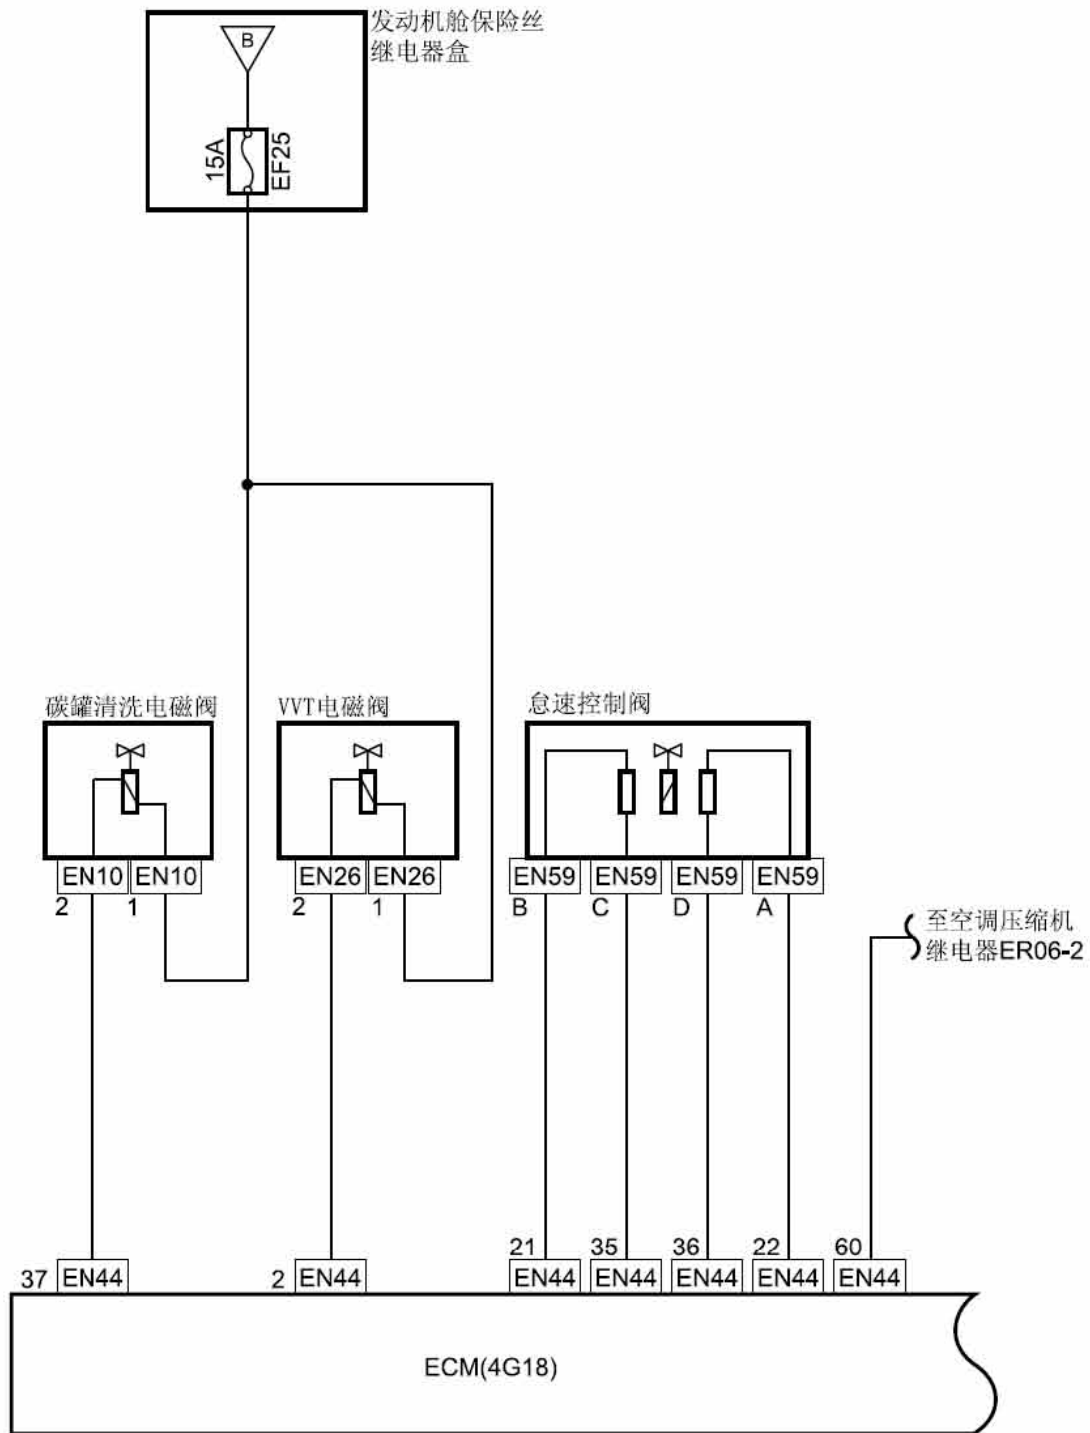 B
发动机舱保险丝
继电器盒
15A
EF25
碳罐清洗电磁阀
VVT电磁阀
怠速控制阀
EN10 EN10
EN26 EN26
EN59 EN59 EN59 EN59
2 1
2 1
B C D A
至空调压缩机
继电器ER06-2
21 35 36 22 60
37 EN44
2 EN44
EN44 EN44 EN44 EN44 EN44
ECM(4G18)